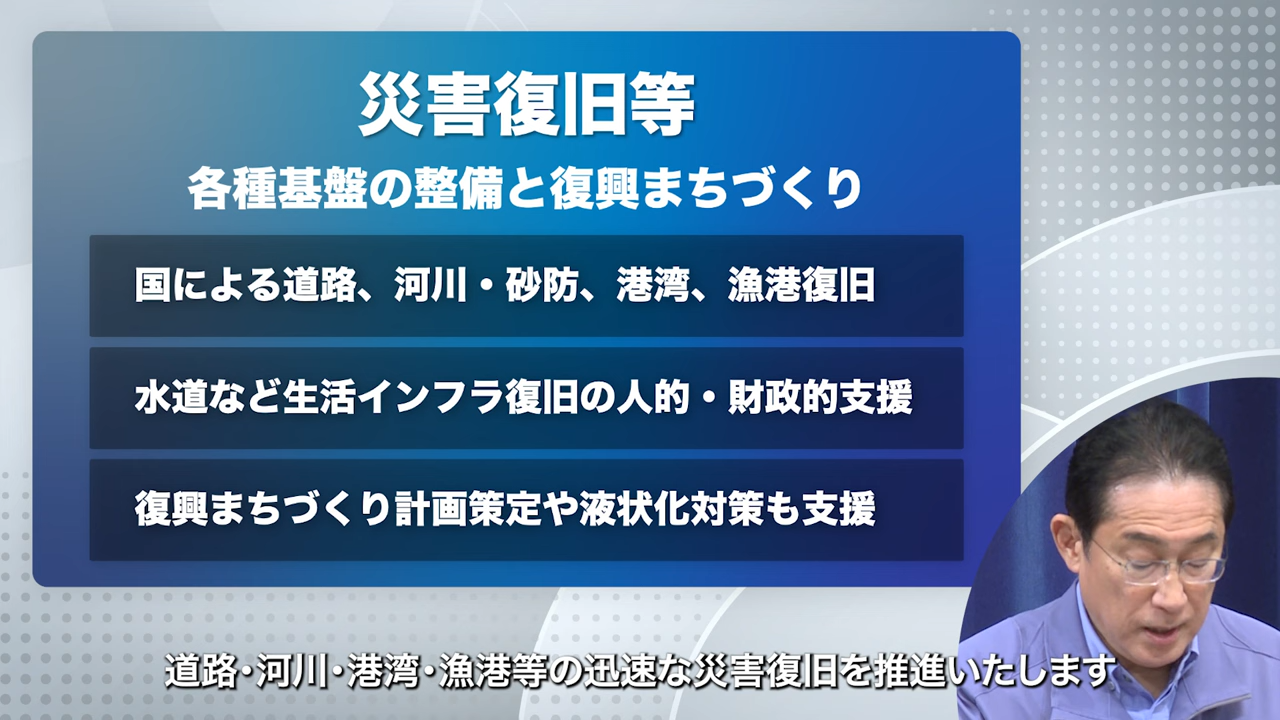 災害復旧等
各種基盤の整備と復興まちづくり
国による道路、河川・砂防、港湾、漁港復旧
水道など生活インフラ復旧の人的・財政的支援
復興まちづくり計画策定や液状化対策も支援
道路・河川・港湾・漁港等の迅速な災害復旧を推進いたします